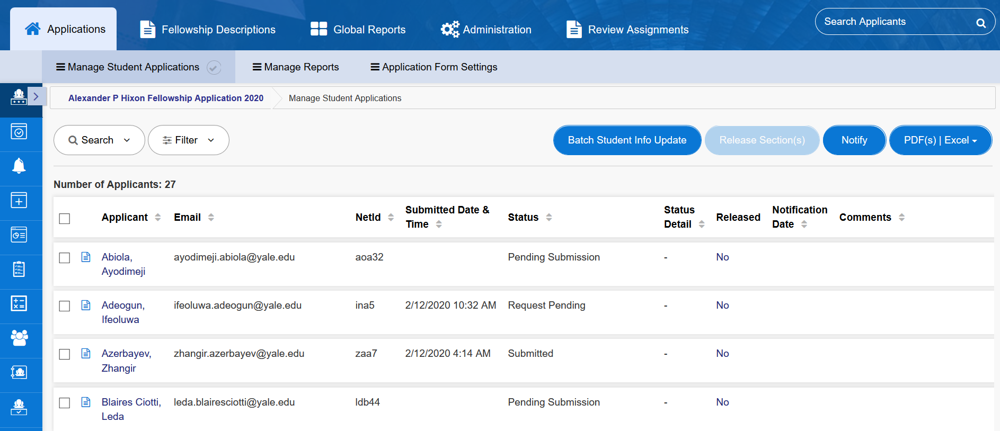 Applications
Fellowship Descriptions
Global Reports
Administration
Review Assignments
Search Applicants
Manage Student Applications
Manage Reports
Application Form Settings
Alexander P Hixon Fellowship Application 2020
Manage Student Applications
Search
Filter
Batch Student Info Update
Release Section(s)
Notify
PDF(s) | Excel
Number of Applicants: 27
Applicant Email NetId Submitted Date & Time Status Status Detail Released Notification Date Comments
Abiola, Ayodimeji ayodimeji.abiola@yale.edu aoa32 Pending Submission - No
Adeogun, Ifeoluwa ifeoluwa.adeogun@yale.edu ina5 2/12/2020 10:32 AM Request Pending - No
Azerbayev, Zhangir zhangir.azerbayev@yale.edu zaa7 2/12/2020 4:14 AM Submitted - No
Blaires Ciotti, Leda leda.blairesciotti@yale.edu ldb44 Pending Submission - No